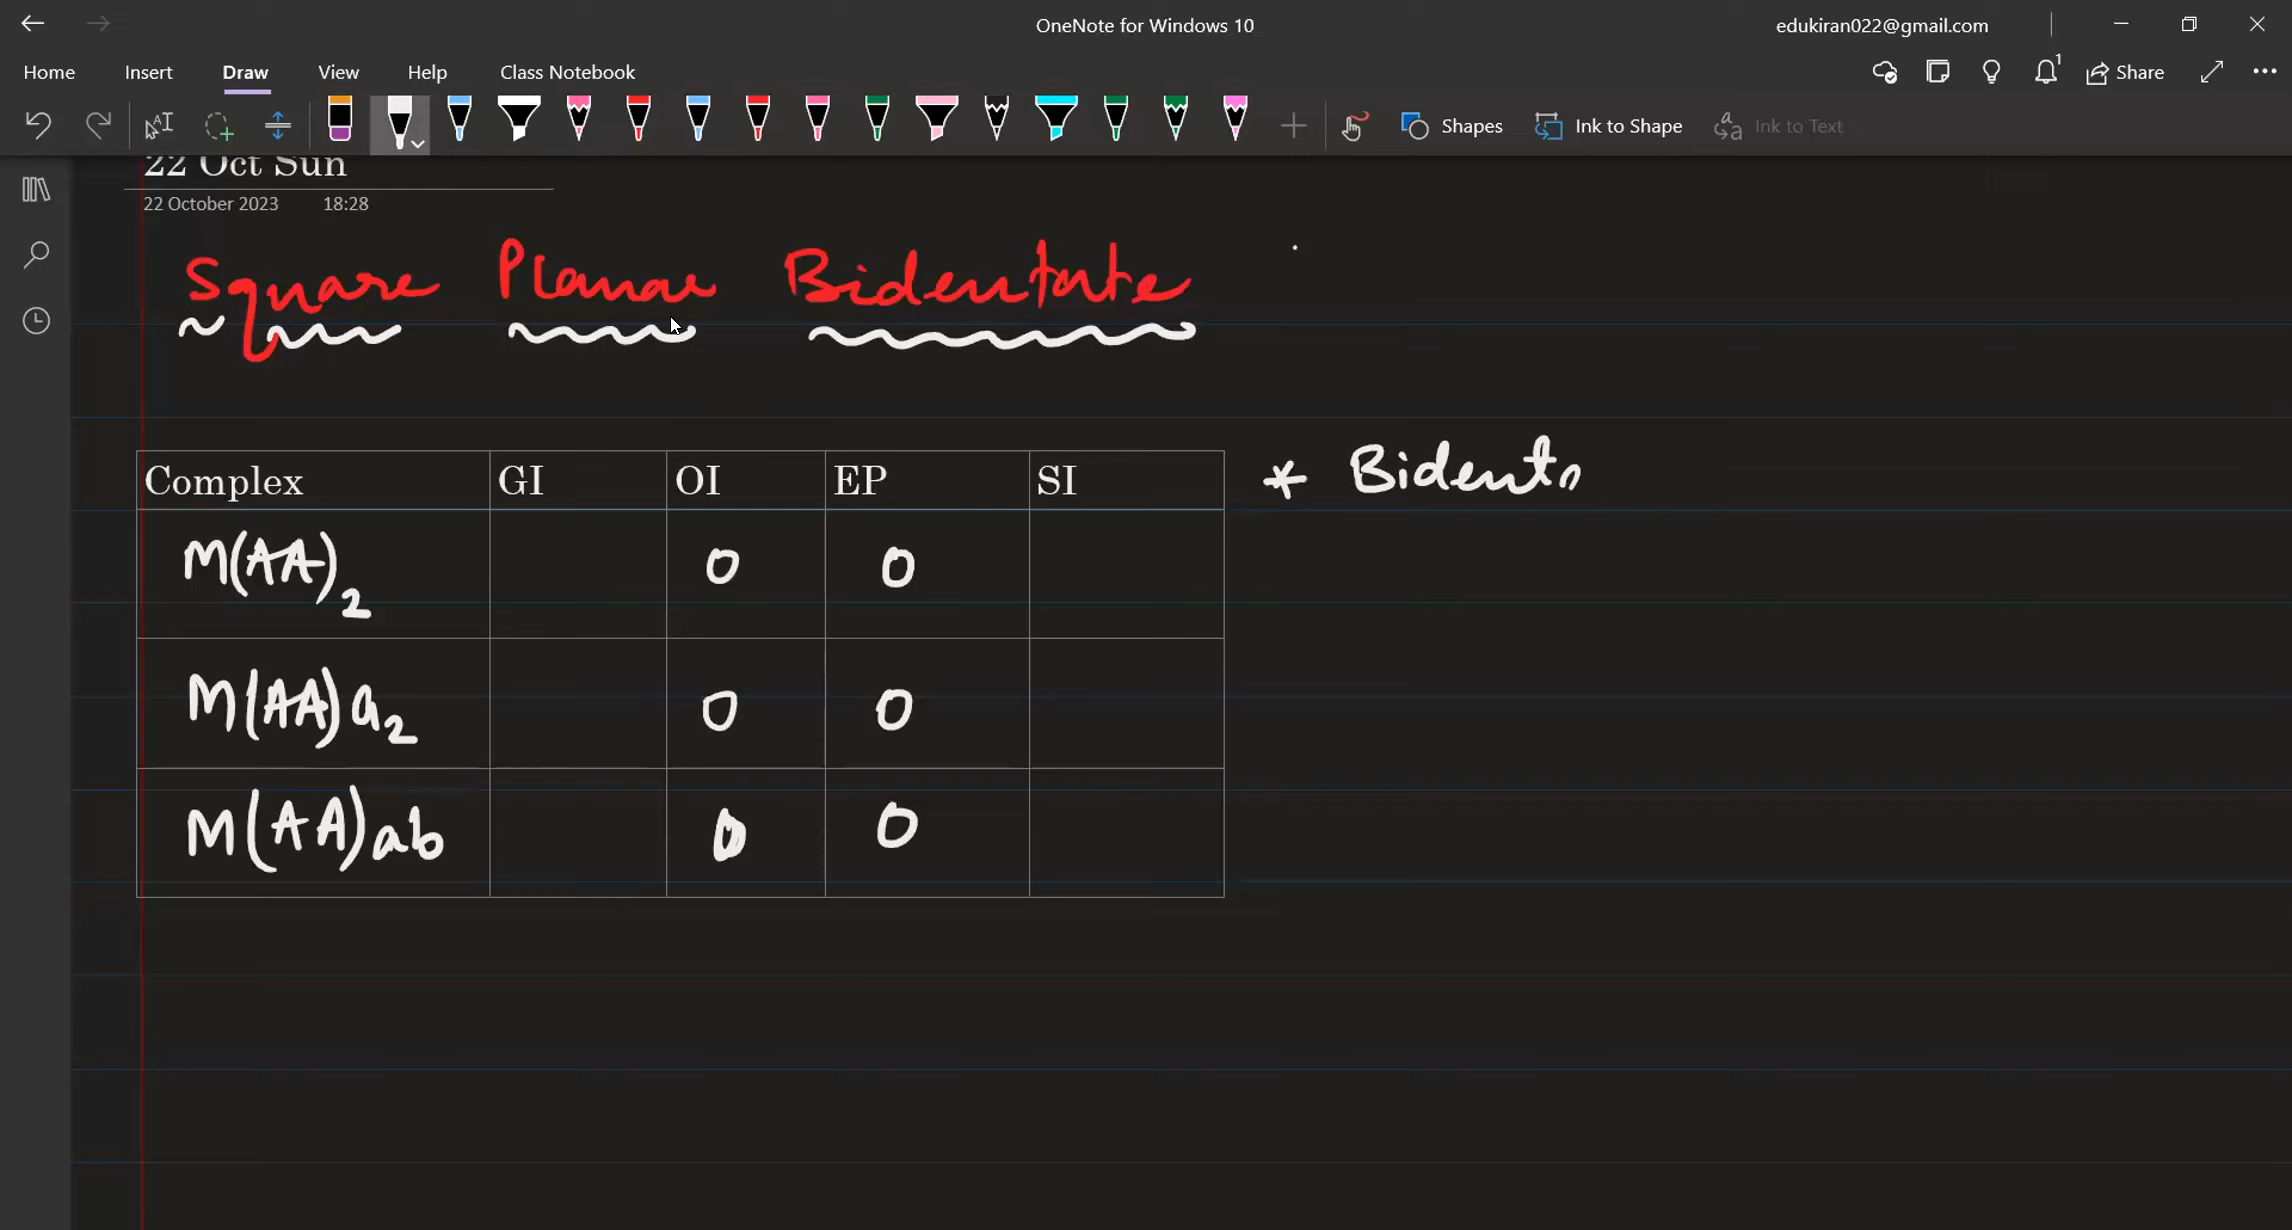 OneNote for Windows 10
edukiran022@gmail.com
Home Insert Draw View Help Class Notebook
Share
Shapes Ink to Shape Ink to Text
22 Oct Sun
22 October 2023 18:28
Square Planar Bidentate
Complex GI OI EP SI
* Bidenta
M(AA)2 0 0
M(AA)a2 0 0
M(AA)ab 0 0